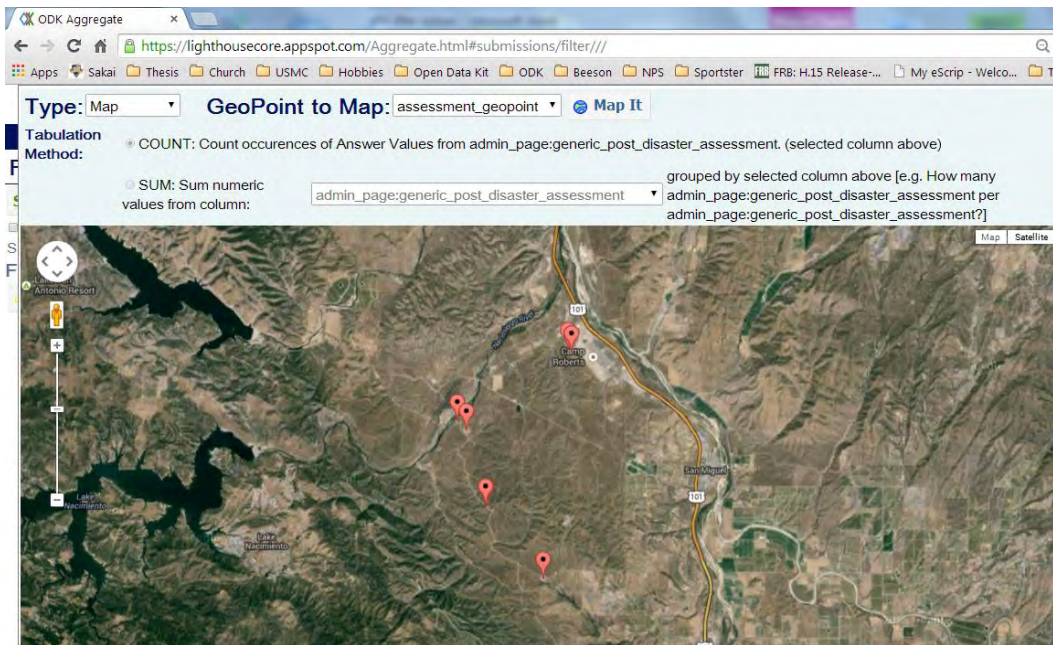 ODK Aggregate ×
https://lighthousecore.appspot.com/Aggregate.html#submissions/filter///
Apps Sakai Thesis Church USMC Hobbies Open Data Kit ODK Beeson NPS Sportster FRB FRB: H.15 Release-... My eScrip - Welco... T
Type: Map GeoPoint to Map: assessment_geopoint Map It
Tabulation
Method:
COUNT: Count occurences of Answer Values from admin_page:generic_post_disaster_assessment. (selected column above)
SUM: Sum numeric
values from column:
admin_page:generic_post_disaster_assessment
grouped by selected column above [e.g. How many
admin_page:generic_post_disaster_assessment per
admin_page:generic_post_disaster_assessment?]
Map Satellite
Antonio Resort
101
Nacimiento River
Camp
Roberts
San Miguel
101
Lake
Nacimiento
Lake
Nacimiento